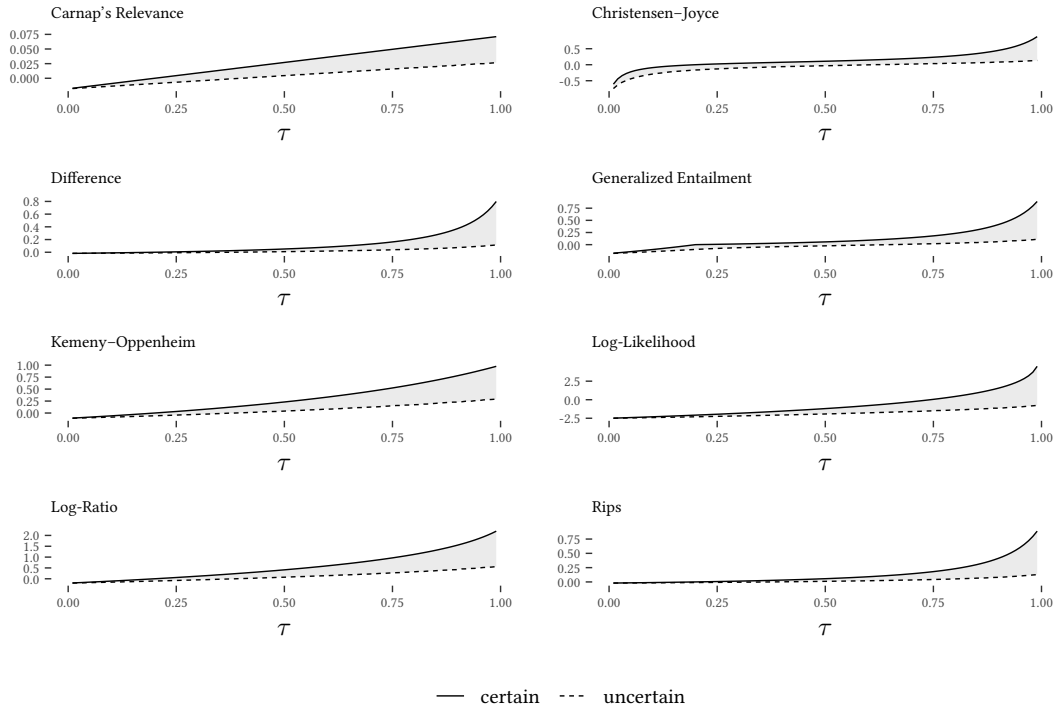 Carnap's Relevance
0.075
0.050
0.025
0.000
0.00 0.25 0.50 0.75 1.00
τ
Christensen–Joyce
0.5
0.0
-0.5
0.00 0.25 0.50 0.75 1.00
τ
Difference
0.8
0.6
0.4
0.2
0.0
0.00 0.25 0.50 0.75 1.00
τ
Generalized Entailment
0.75
0.50
0.25
0.00
0.00 0.25 0.50 0.75 1.00
τ
Kemeny–Oppenheim
1.00
0.75
0.50
0.25
0.00
0.00 0.25 0.50 0.75 1.00
τ
Log-Likelihood
2.5
0.0
-2.5
0.00 0.25 0.50 0.75 1.00
τ
Log-Ratio
2.0
1.5
1.0
0.5
0.0
0.00 0.25 0.50 0.75 1.00
τ
Rips
0.75
0.50
0.25
0.00
0.00 0.25 0.50 0.75 1.00
τ
certain uncertain